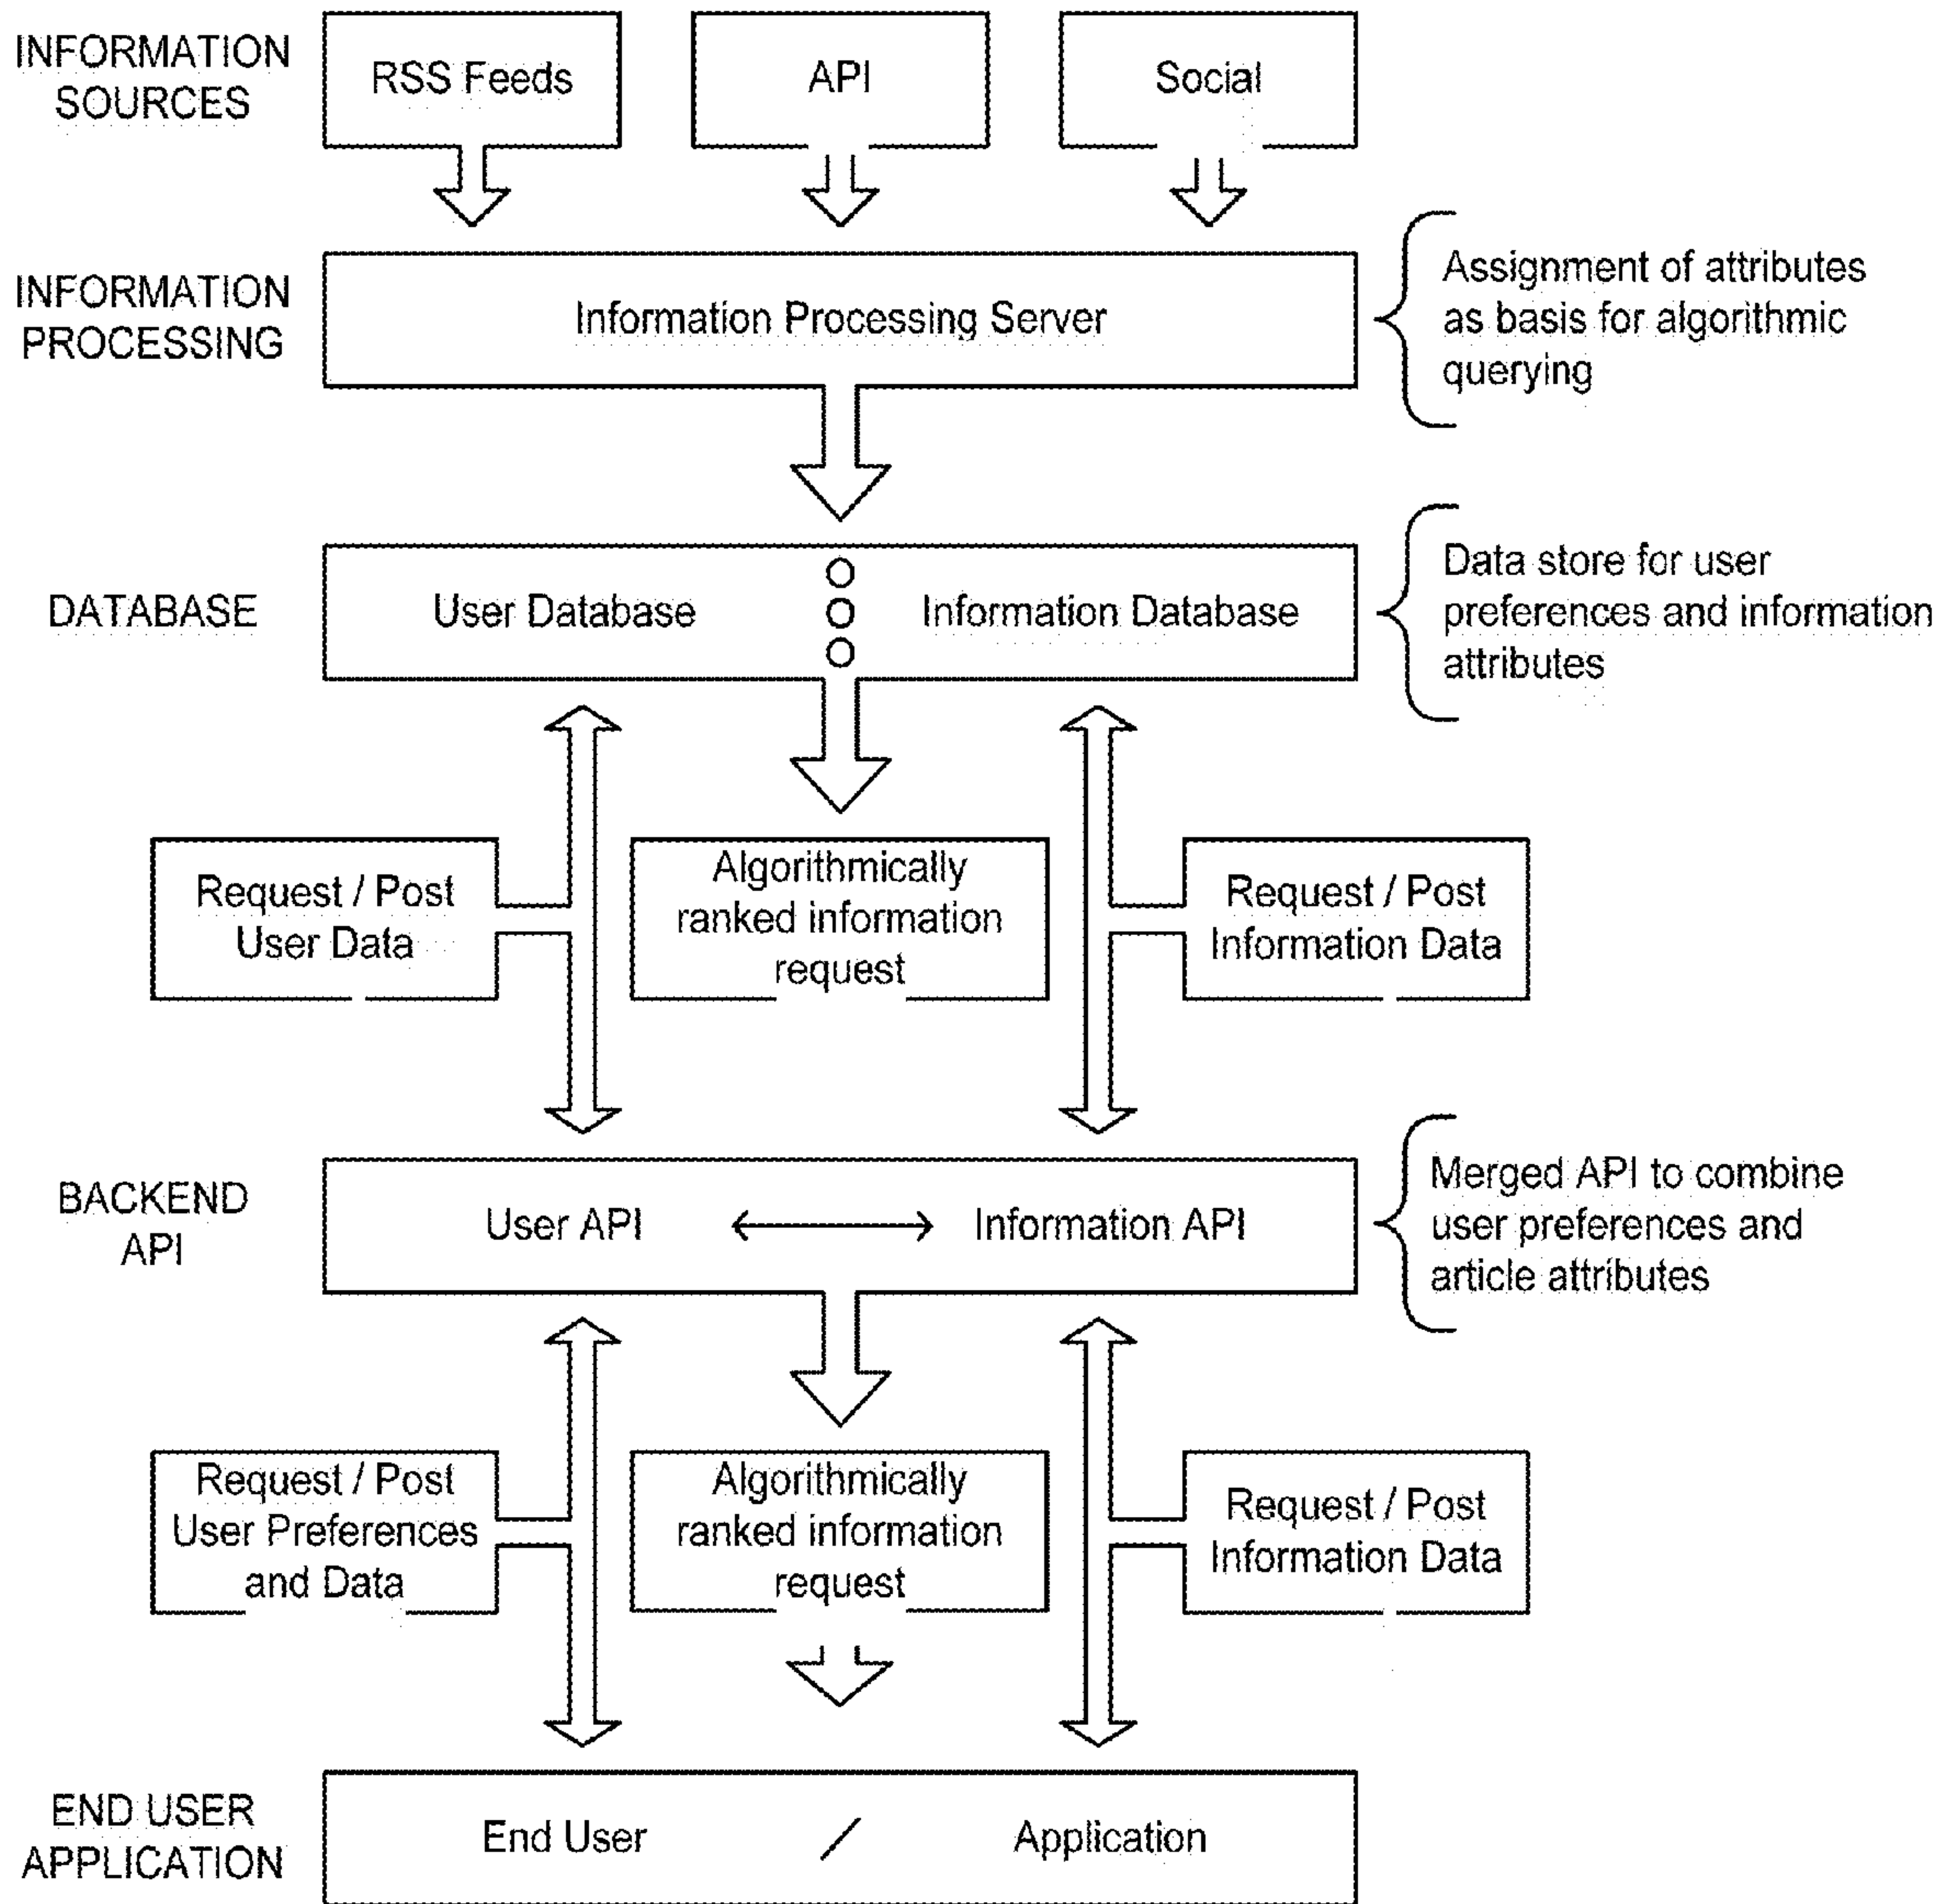 INFORMATION
SOURCES
RSS Feeds
API
Social
INFORMATION
PROCESSING
Information Processing Server
Assignment of attributes
as basis for algorithmic
querying
DATABASE
User Database
Information Database
Data store for user
preferences and information
attributes
Request / Post
User Data
Algorithmically
ranked information
request
Request / Post
Information Data
BACKEND
API
User API
Information API
Merged API to combine
user preferences and
article attributes
Request / Post
User Preferences
and Data
Algorithmically
ranked information
request
Request / Post
Information Data
END USER
APPLICATION
End User / Application